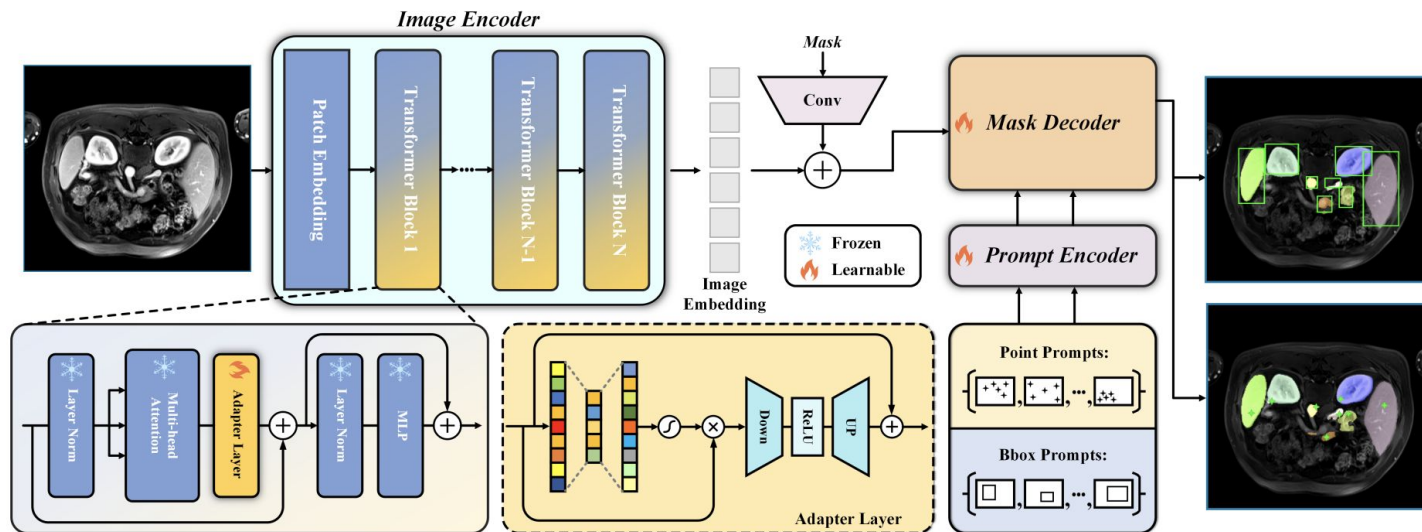 Image Encoder
Patch Embedding
Transformer Block 1
Transformer Block N-1
Transformer Block N
Image
Embedding
Mask
Conv
Mask Decoder
Frozen
Learnable
Prompt Encoder
Layer Norm
Multi-head
Attention
Adapter
Layer
Layer Norm
MLP
Down
ReLU
UP
Adapter Layer
Point Prompts:
{ , ,···, }
Bbox Prompts:
{ , ,···, }